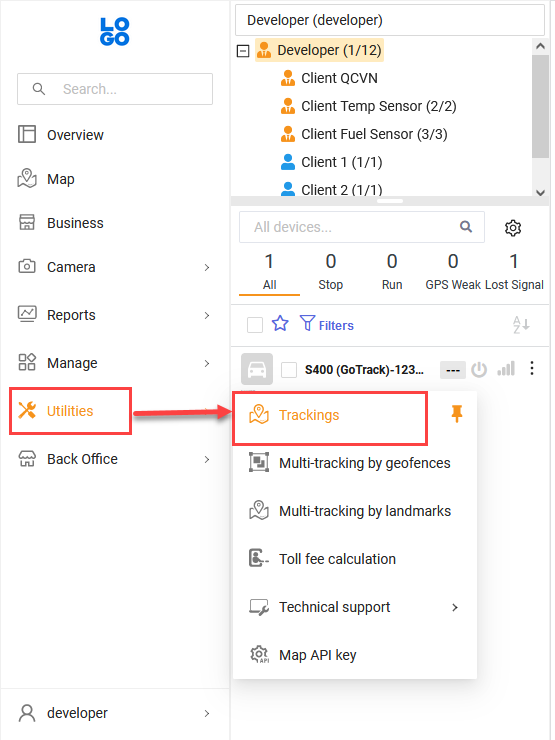 LO
GO
Search...
Overview
Map
Business
Camera
Reports
Manage
Utilities
Back Office
developer
Developer (developer)
Developer (1/12)
Client QCVN
Client Temp Sensor (2/2)
Client Fuel Sensor (3/3)
Client 1 (1/1)
Client 2 (1/1)
All devices...
1 0 0 0 1
All Stop Run GPS Weak Lost Signal
Filters
A
Z
S400 (GoTrack)-123... ---
Trackings
Multi-tracking by geofences
Multi-tracking by landmarks
Toll fee calculation
Technical support
API
Map API key